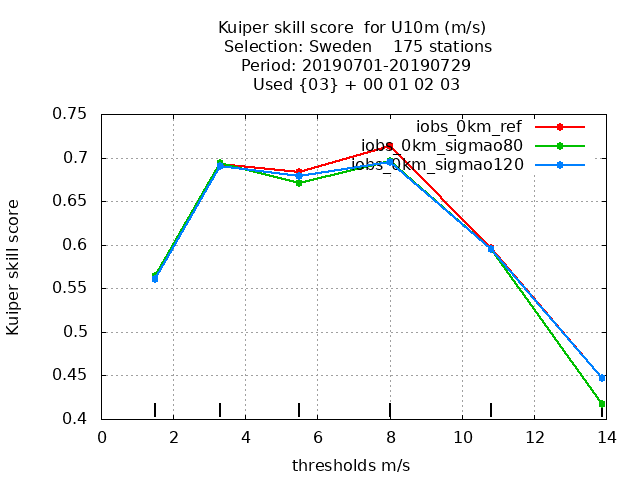 Kuiper skill score  for U10m (m/s)
Selection: Sweden    175 stations
Period: 20190701-20190729
Used {03} + 00 01 02 03
iobs_0km_ref
iobs_0km_sigmao80
iobs_0km_sigmao120
Kuiper skill score
0.75
0.7
0.65
0.6
0.55
0.5
0.45
0.4
0 2 4 6 8 10 12 14
thresholds m/s